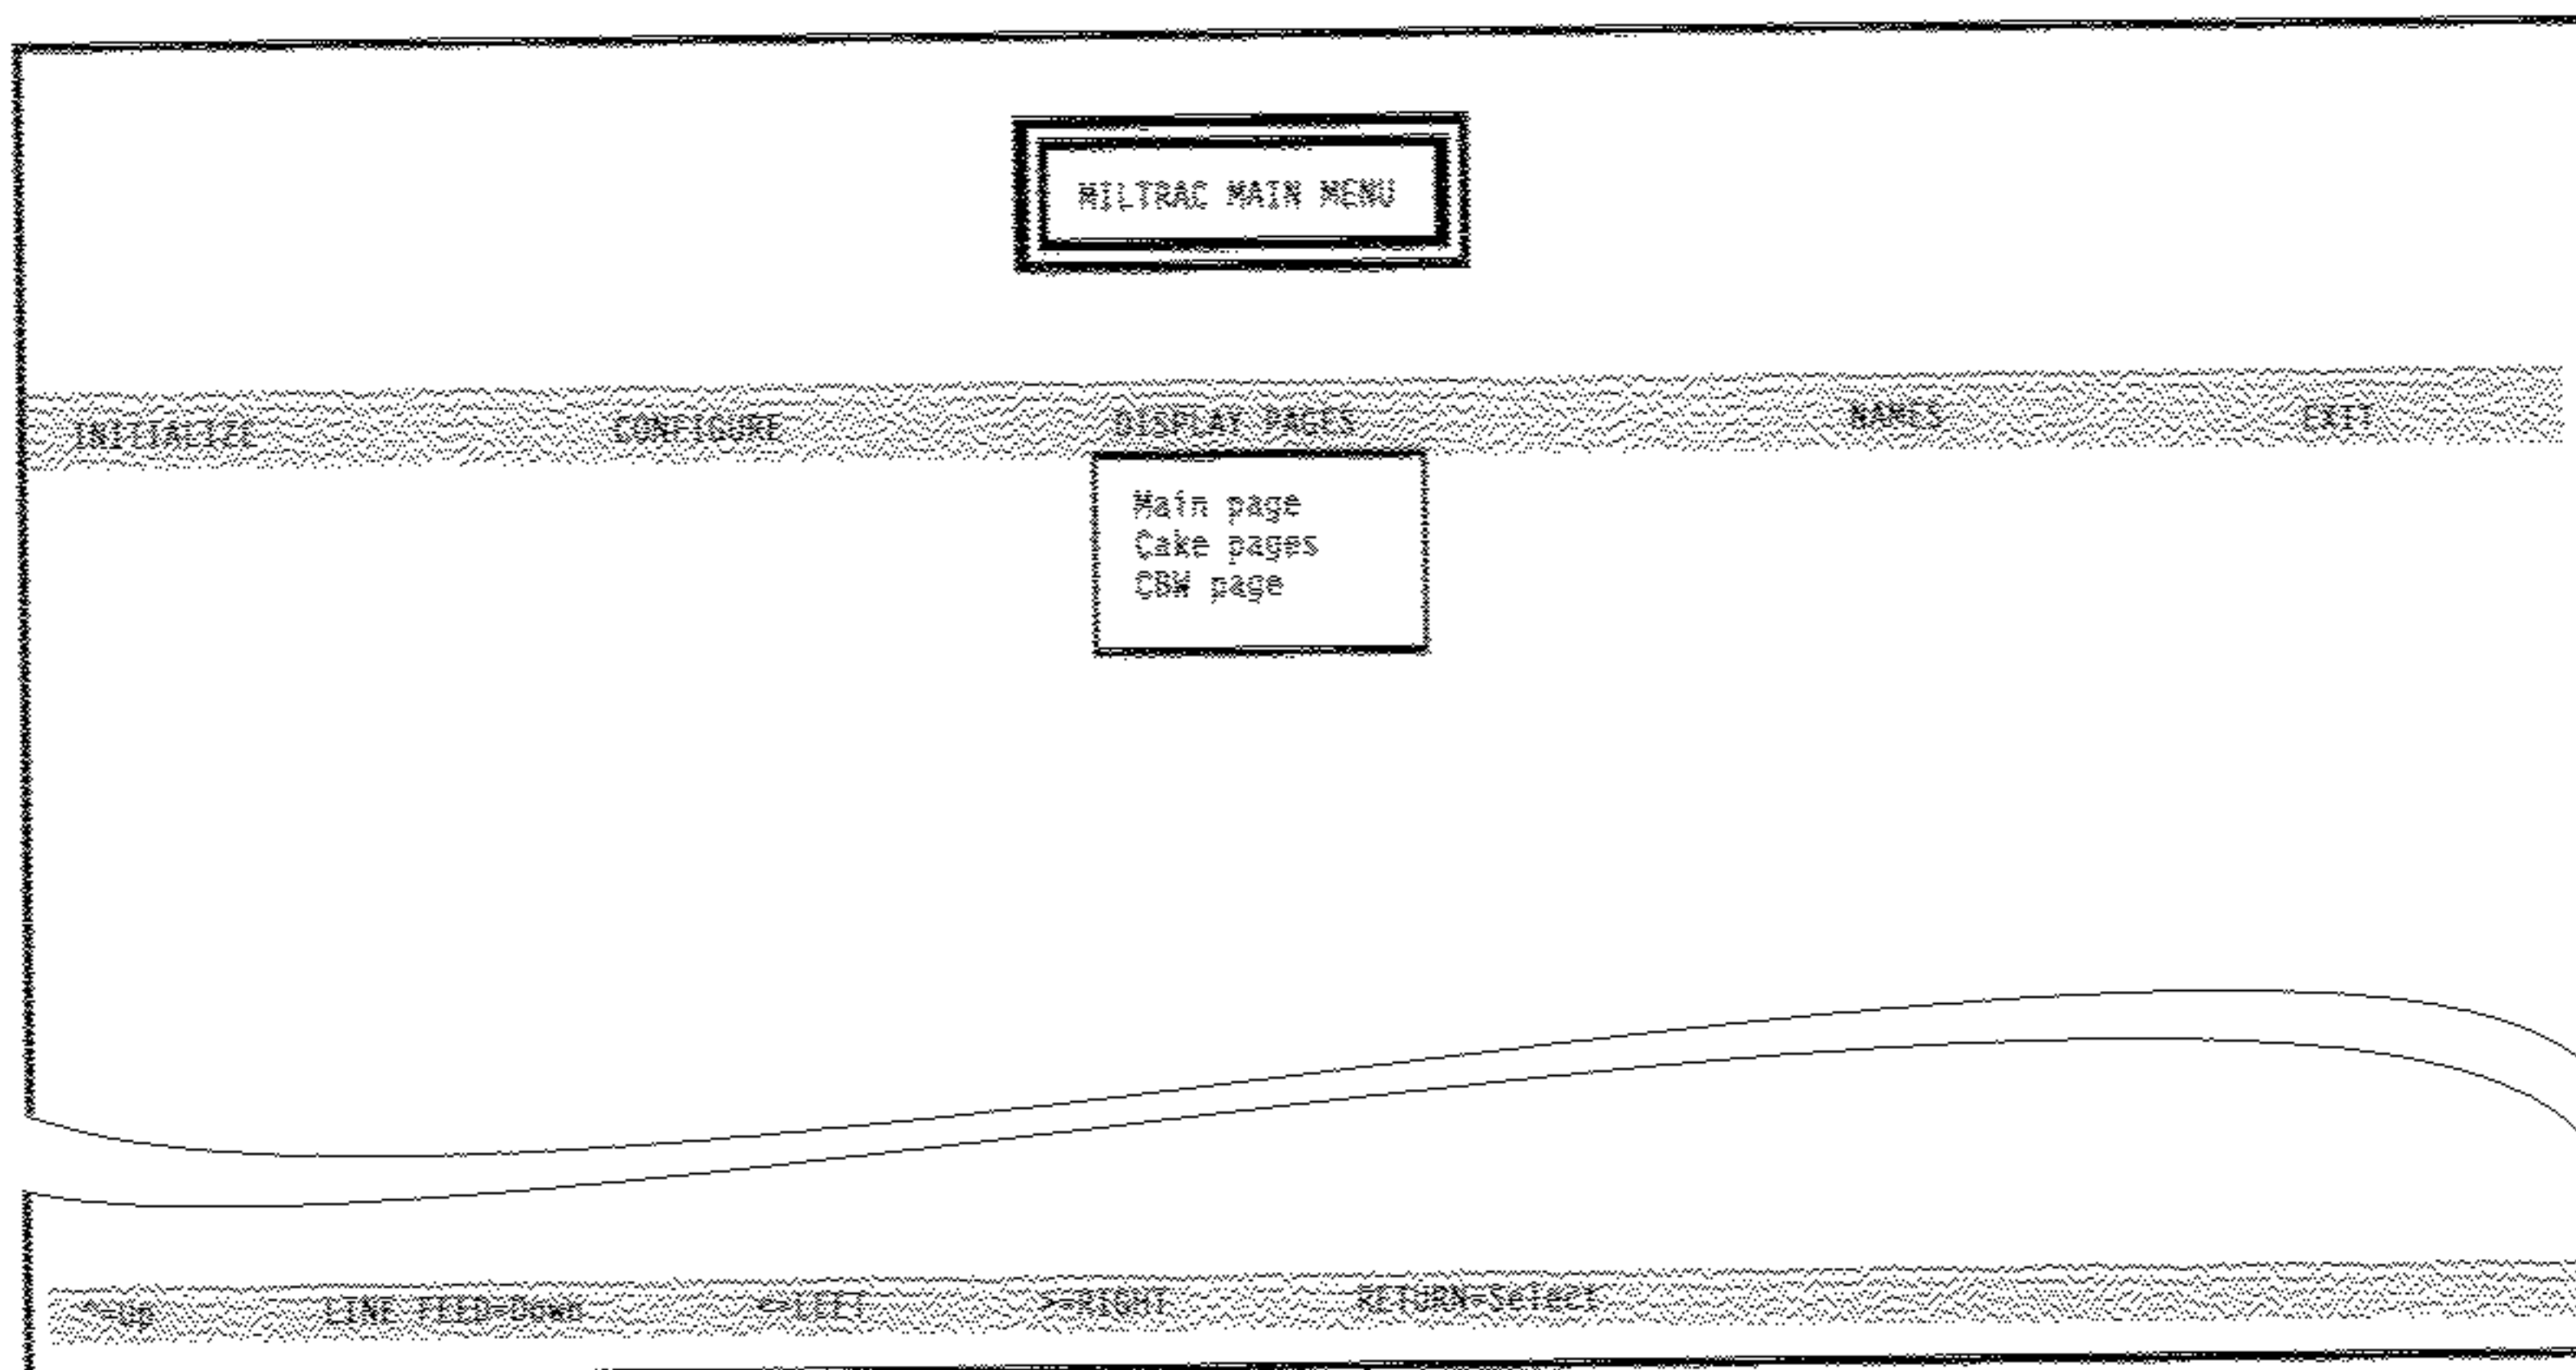 MILTRAC MAIN MENU
INITIALIZE CONFIGURE DISPLAY PAGES NAMES EXIT
Main page
Cake pages
CBW page
^=Up LINE FEED=Down <=LEFT >=RIGHT RETURN=Select